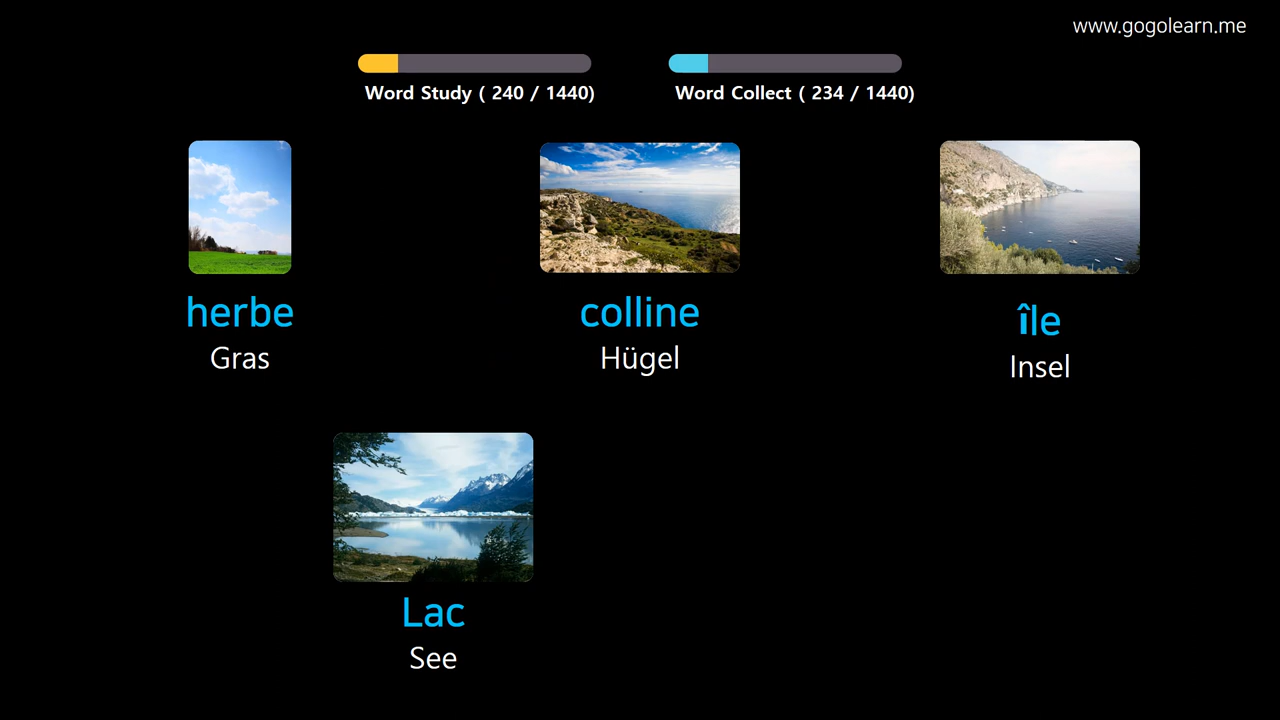 www.gogolearn.me
Word Study ( 240 / 1440)
Word Collect ( 234 / 1440)
herbe
Gras
colline
Hügel
île
Insel
Lac
See